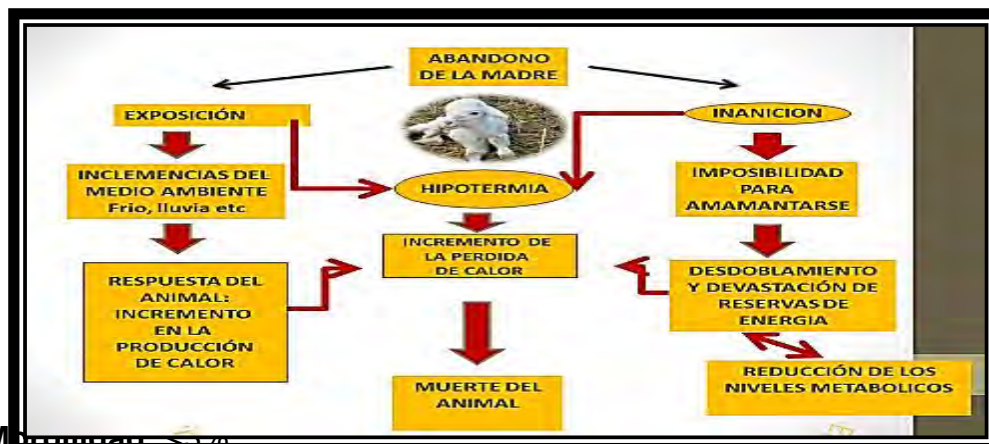 ABANDONO
DE LA MADRE
EXPOSICIÓN
INANICION
INCLEMENCIAS DEL
MEDIO AMBIENTE
Frio, lluvia etc
HIPOTERMIA
IMPOSIBILIDAD
PARA
AMAMANTARSE
INCREMENTO DE
LA PERDIDA
DE CALOR
RESPUESTA DEL
ANIMAL:
INCREMENTO
EN LA
PRODUCCIÓN
DE CALOR
DESDOBLAMIENTO
Y DEVASTACIÓN DE
RESERVAS DE
ENERGIA
MUERTE DEL
ANIMAL
REDUCCIÓN DE LOS
NIVELES METABOLICOS